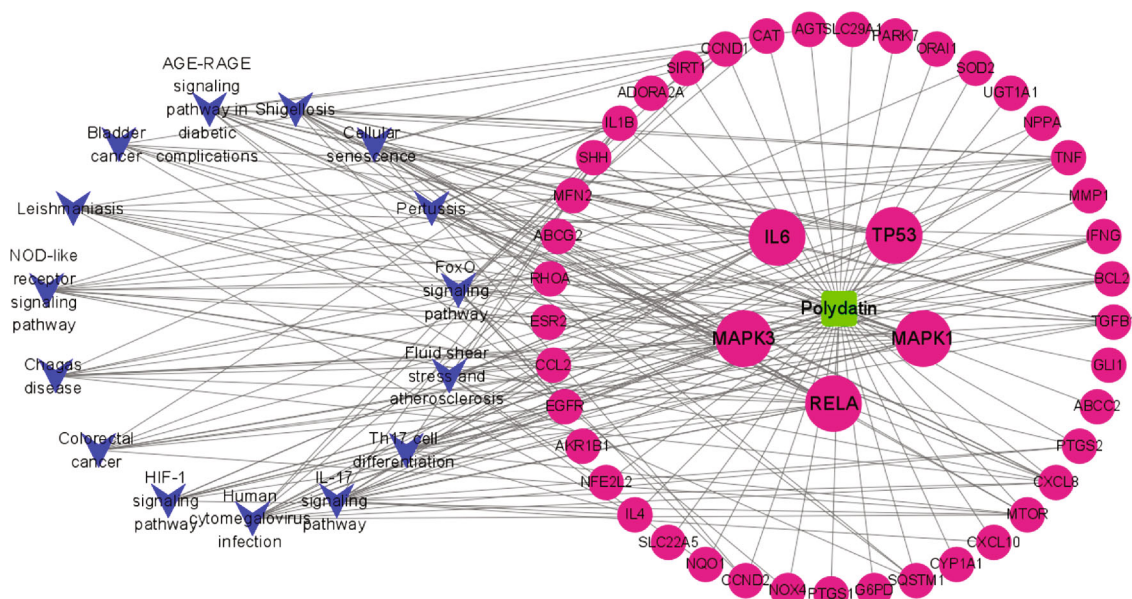 AGE-RAGE
signaling
pathway in
diabetic
complications
Shigellosis
Bladder
cancer
Cellular
senescence
Leishmaniasis
Pertussis
NOD-like
receptor
signaling
pathway
FoxO
signaling
pathway
Chagas
disease
Fluid shear
stress and
atherosclerosis
Colorectal
cancer
Th17 cell
differentiation
HIF-1
signaling
pathway
Human
cytomegalovirus
infection
IL-17
signaling
pathway
CAT
AGT
SLC29A1
PARK7
ORAI1
SOD2
UGT1A1
NPPA
TNF
MMP1
IFNG
BCL2
TGFB1
GLI1
ABCC2
PTGS2
CXCL8
MTOR
CXCL10
CYP1A1
SQSTM1
G6PD
PTGS1
NOX4
CCND2
NQO1
SLC22A5
IL4
NFE2L2
AKR1B1
EGFR
CCL2
ESR2
RHOA
ABCG2
MFN2
SHH
IL1B
ADORA2A
SIRT1
CCND1
IL6
TP53
Polydatin
MAPK3
MAPK1
RELA